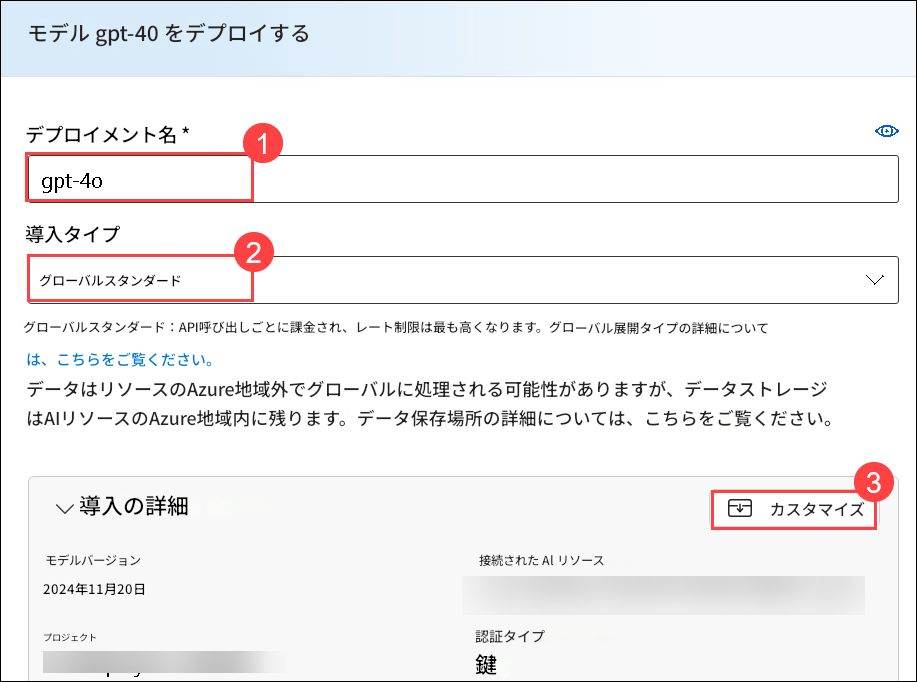 モデル gpt-40 をデプロイする
デプロイメント名 *
1
gpt-4o
導入タイプ
2
グローバルスタンダード
グローバルスタンダード：API呼び出しごとに課金され、レート制限は最も高くなります。グローバル展開タイプの詳細について
は、こちらをご覧ください。
データはリソースのAzure地域外でグローバルに処理される可能性がありますが、データストレージ
はAIリソースのAzure地域内に残ります。データ保存場所の詳細については、こちらをご覧ください。
3
導入の詳細
カスタマイズ
モデルバージョン
接続された AI リソース
2024年11月20日
プロジェクト
認証タイプ
鍵